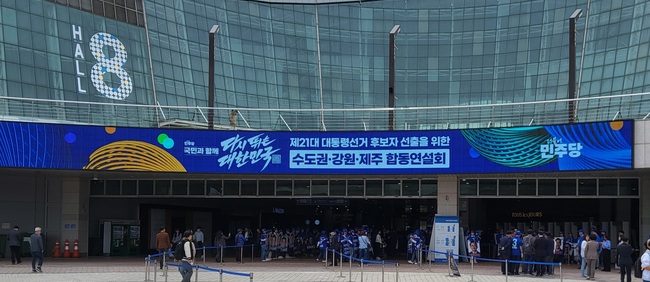 HALL
8
국민과 함께
다시 뛰는
대한민국
제21대 대통령선거 후보자 선출을 위한
수도권·강원·제주 합동연설회
민주당